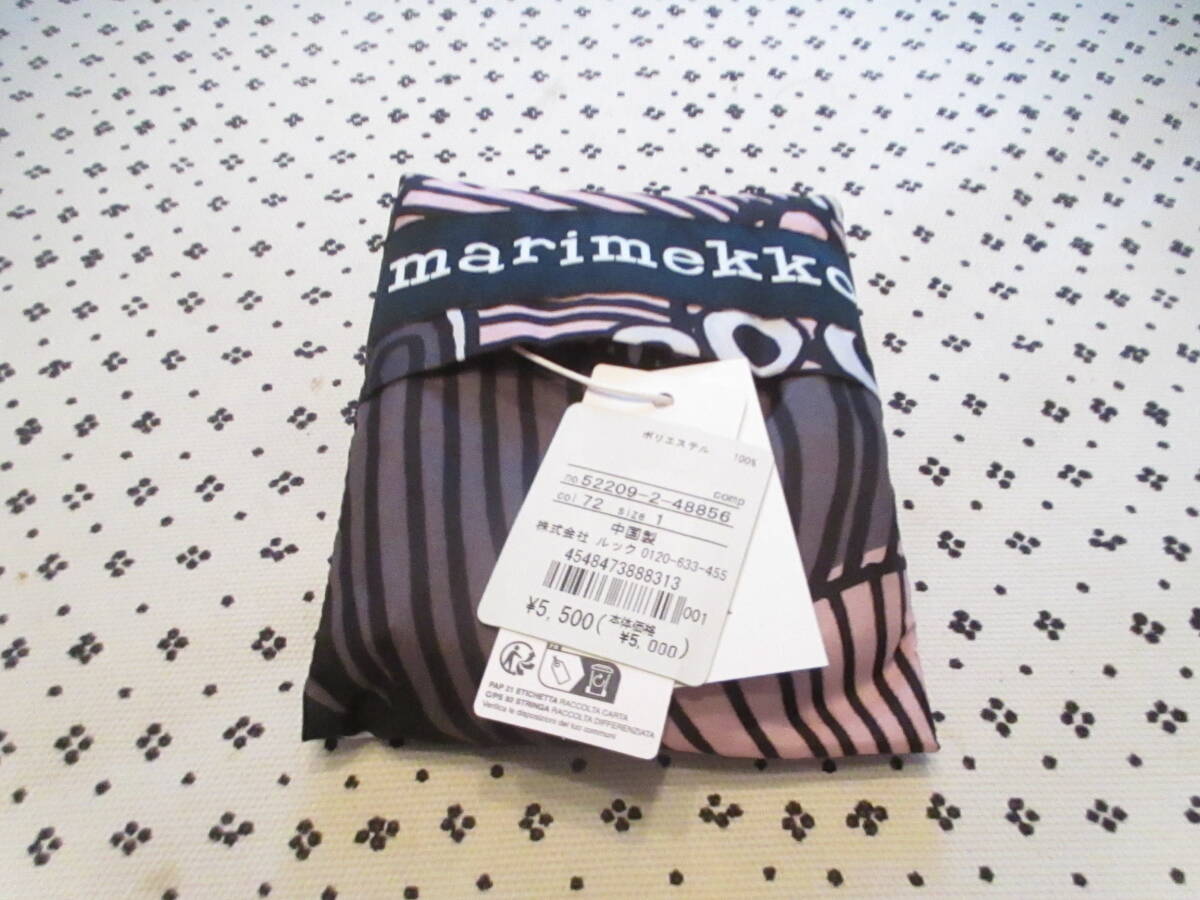 marimekko
ポリエステル 100%
comp
no 52209-2-48856
col 72 size 1
中国製
株式会社 ルック 0120-633-455
4548473888313
001
¥5,500(本体価格
¥5,000)
PAP 21 ETICHETTA RACCOLTA CARTA
C/PS 92 STRINGA RACCOLTA DIFFERENZIATA
Verifica le disposizioni del tuo comune